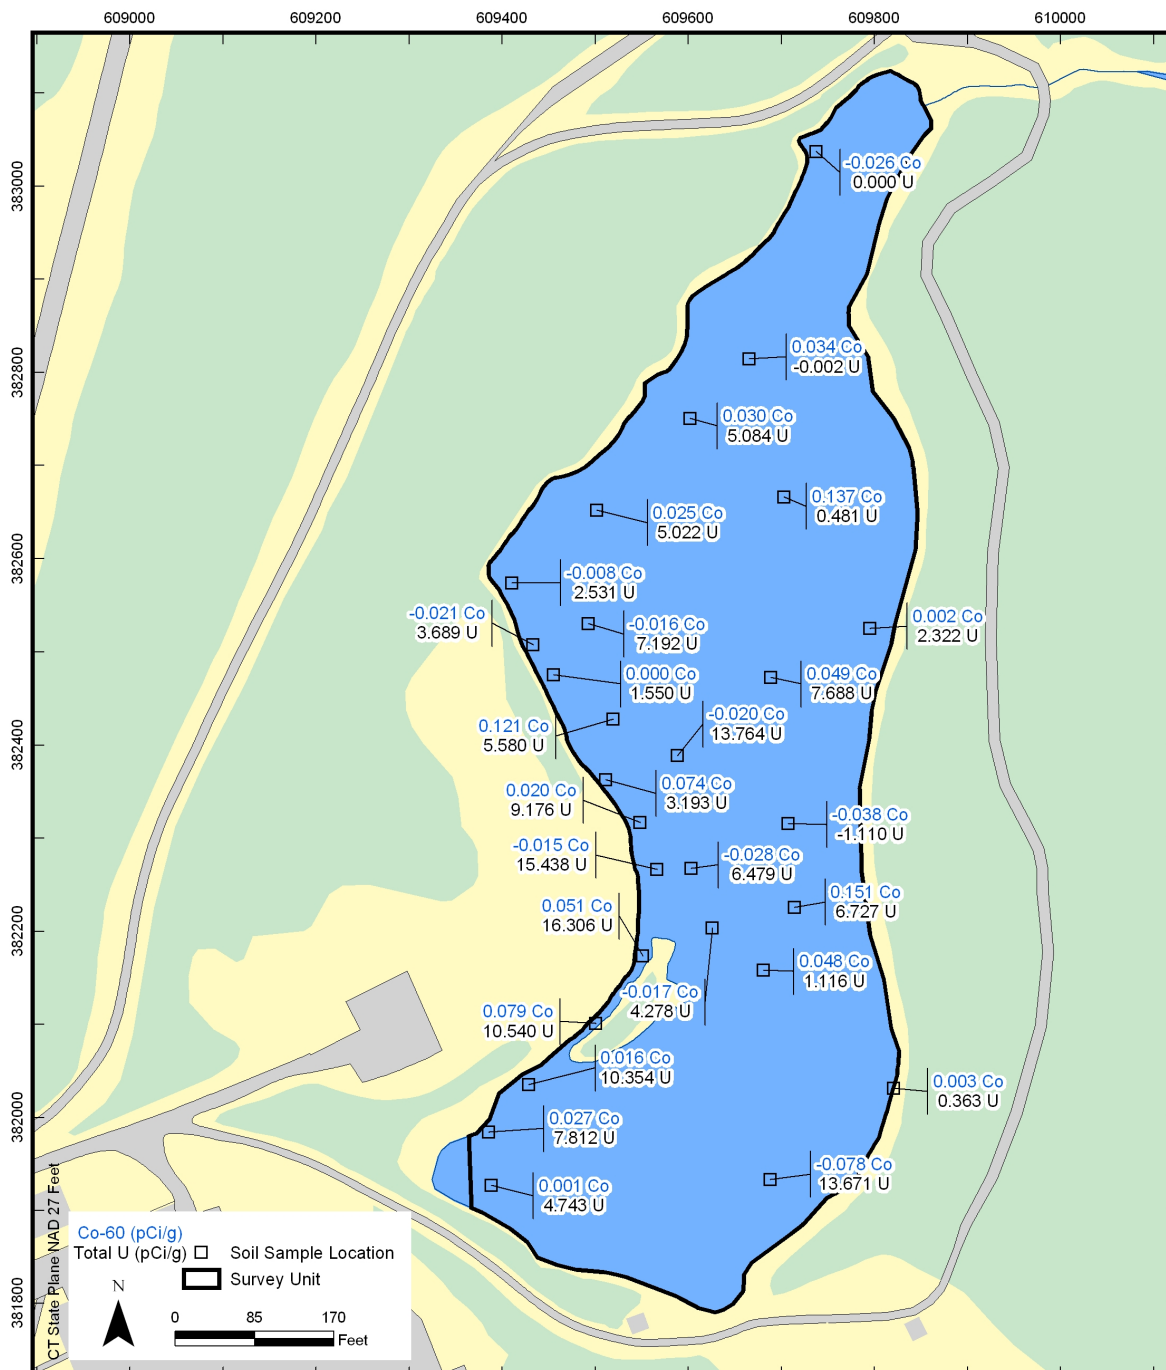 609000 609200 609400 609600 609800 610000
383000
382800
382600
382400
382200
382000
381800
-0.026 Co
0.000 U
0.034 Co
-0.002 U
0.030 Co
5.084 U
0.137 Co
0.481 U
0.025 Co
5.022 U
-0.008 Co
2.531 U
-0.021 Co
3.689 U
-0.016 Co
7.192 U
0.002 Co
2.322 U
0.000 Co
1.550 U
0.049 Co
7.688 U
-0.020 Co
13.764 U
0.121 Co
5.580 U
0.074 Co
3.193 U
0.020 Co
9.176 U
-0.038 Co
-1.110 U
-0.015 Co
15.438 U
-0.028 Co
6.479 U
0.151 Co
6.727 U
0.051 Co
16.306 U
0.048 Co
1.116 U
-0.017 Co
4.278 U
0.079 Co
10.540 U
0.016 Co
10.354 U
0.003 Co
0.363 U
0.027 Co
7.812 U
-0.078 Co
13.671 U
0.001 Co
4.743 U
CT State Plane NAD 27 Feet
Co-60 (pCi/g)
Total U (pCi/g) Soil Sample Location
Survey Unit
N
0 85 170
Feet